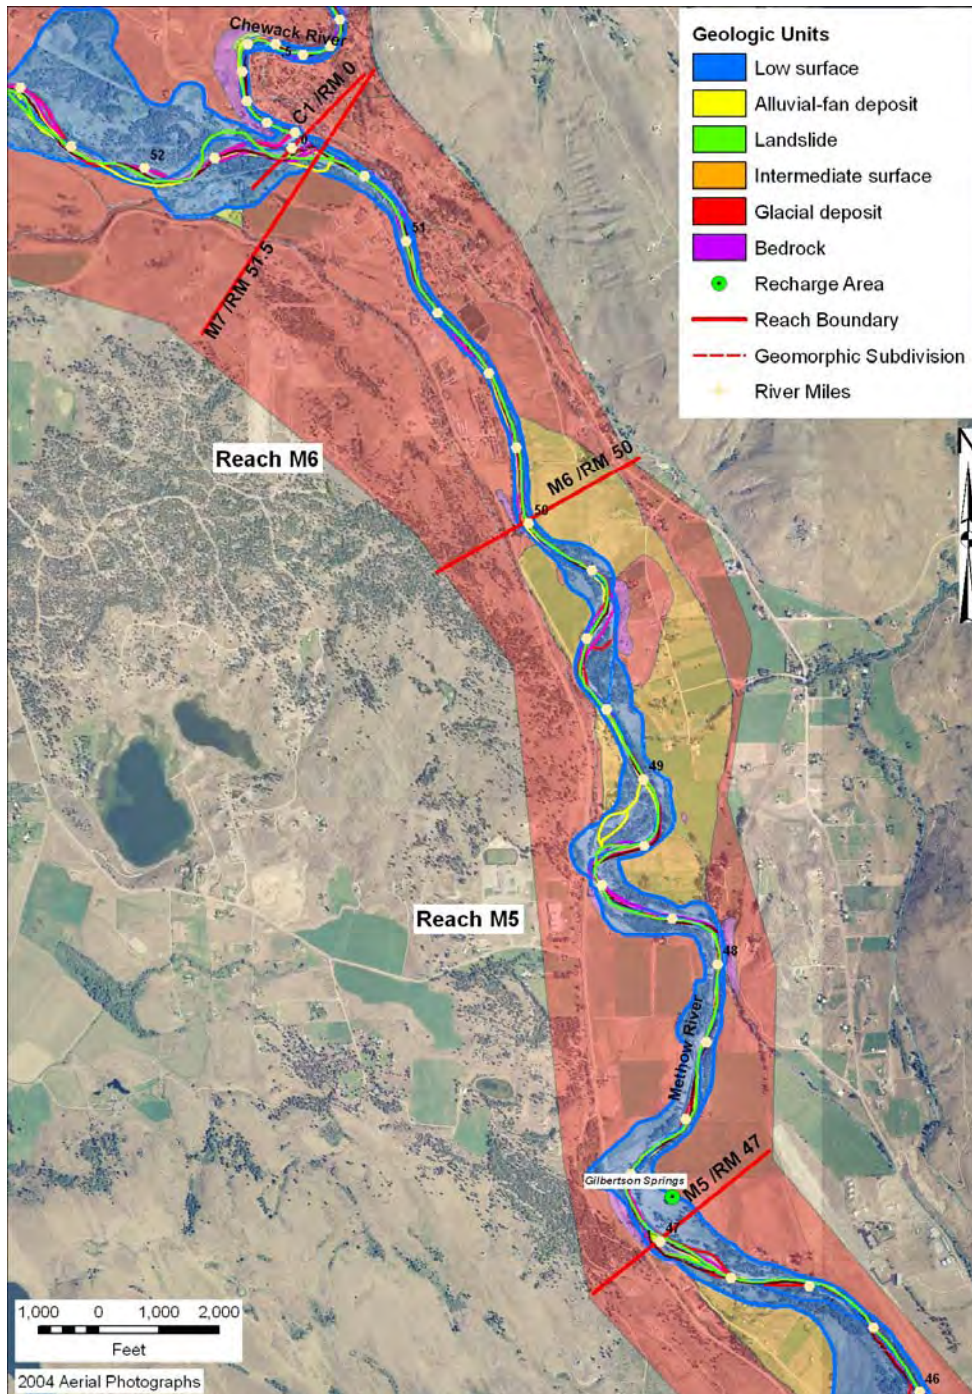 Chewack River
5
C1 /RM 0
0
52
51
M7 /RM 51.5
Geologic Units
Low surface
Alluvial-fan deposit
Landslide
Intermediate surface
Glacial deposit
Bedrock
Recharge Area
Reach Boundary
Geomorphic Subdivision
River Miles
N
Reach M6
M6 /RM 50
50
49
Reach M5
48
Methow River
M5 /RM 47
Gilbertson Springs
47
46
1,000 0 1,000 2,000
Feet
2004 Aerial Photographs